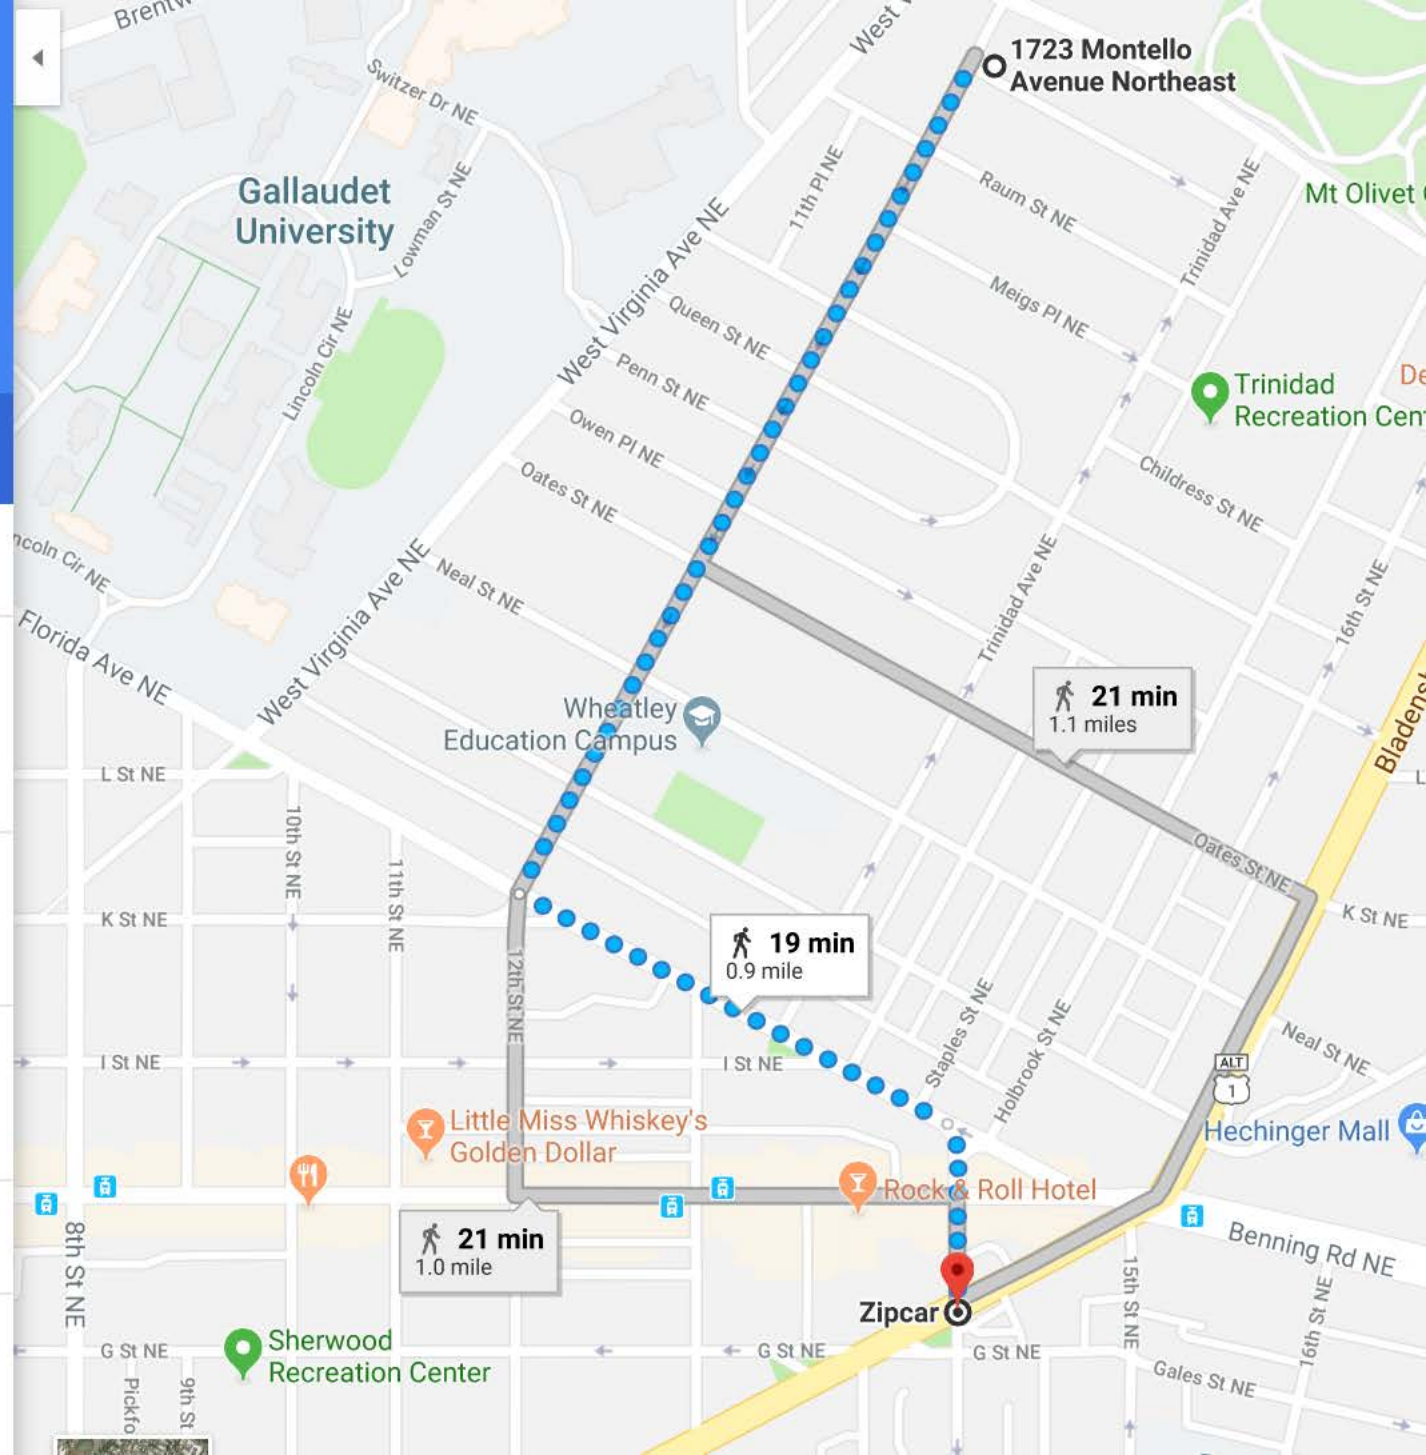 Brentw
West V
1723 Montello
Avenue Northeast
Switzer Dr NE
Gallaudet
University
Lowman St NE
11th Pl NE
Raum St NE
Trinidad Ave NE
Mt Olivet C
West Virginia Ave NE
Lincoln Cir NE
Queen St NE
Meigs Pl NE
Penn St NE
Trinidad
Recreation Cen
De
Owen Pl NE
Oates St NE
Childress St NE
ncoln Cir NE
Neal St NE
Trinidad Ave NE
16th St NE
West Virginia Ave NE
Florida Ave NE
Wheatley
Education Campus
21 min
1.1 miles
Bladensb
L St NE
L
10th St NE
11th St NE
Oates St NE
K St NE
K St NE
12th St NE
19 min
0.9 mile
Staples St NE
Holbrook St NE
Neal St NE
I St NE
I St NE
ALT
1
Little Miss Whiskey's
Golden Dollar
Hechinger Mall
Rock & Roll Hotel
8th St NE
21 min
1.0 mile
Benning Rd NE
Zipcar
15th St NE
16th St NE
Sherwood
Recreation Center
G St NE
G St NE
G St NE
Gales St NE
Pickfo
9th St